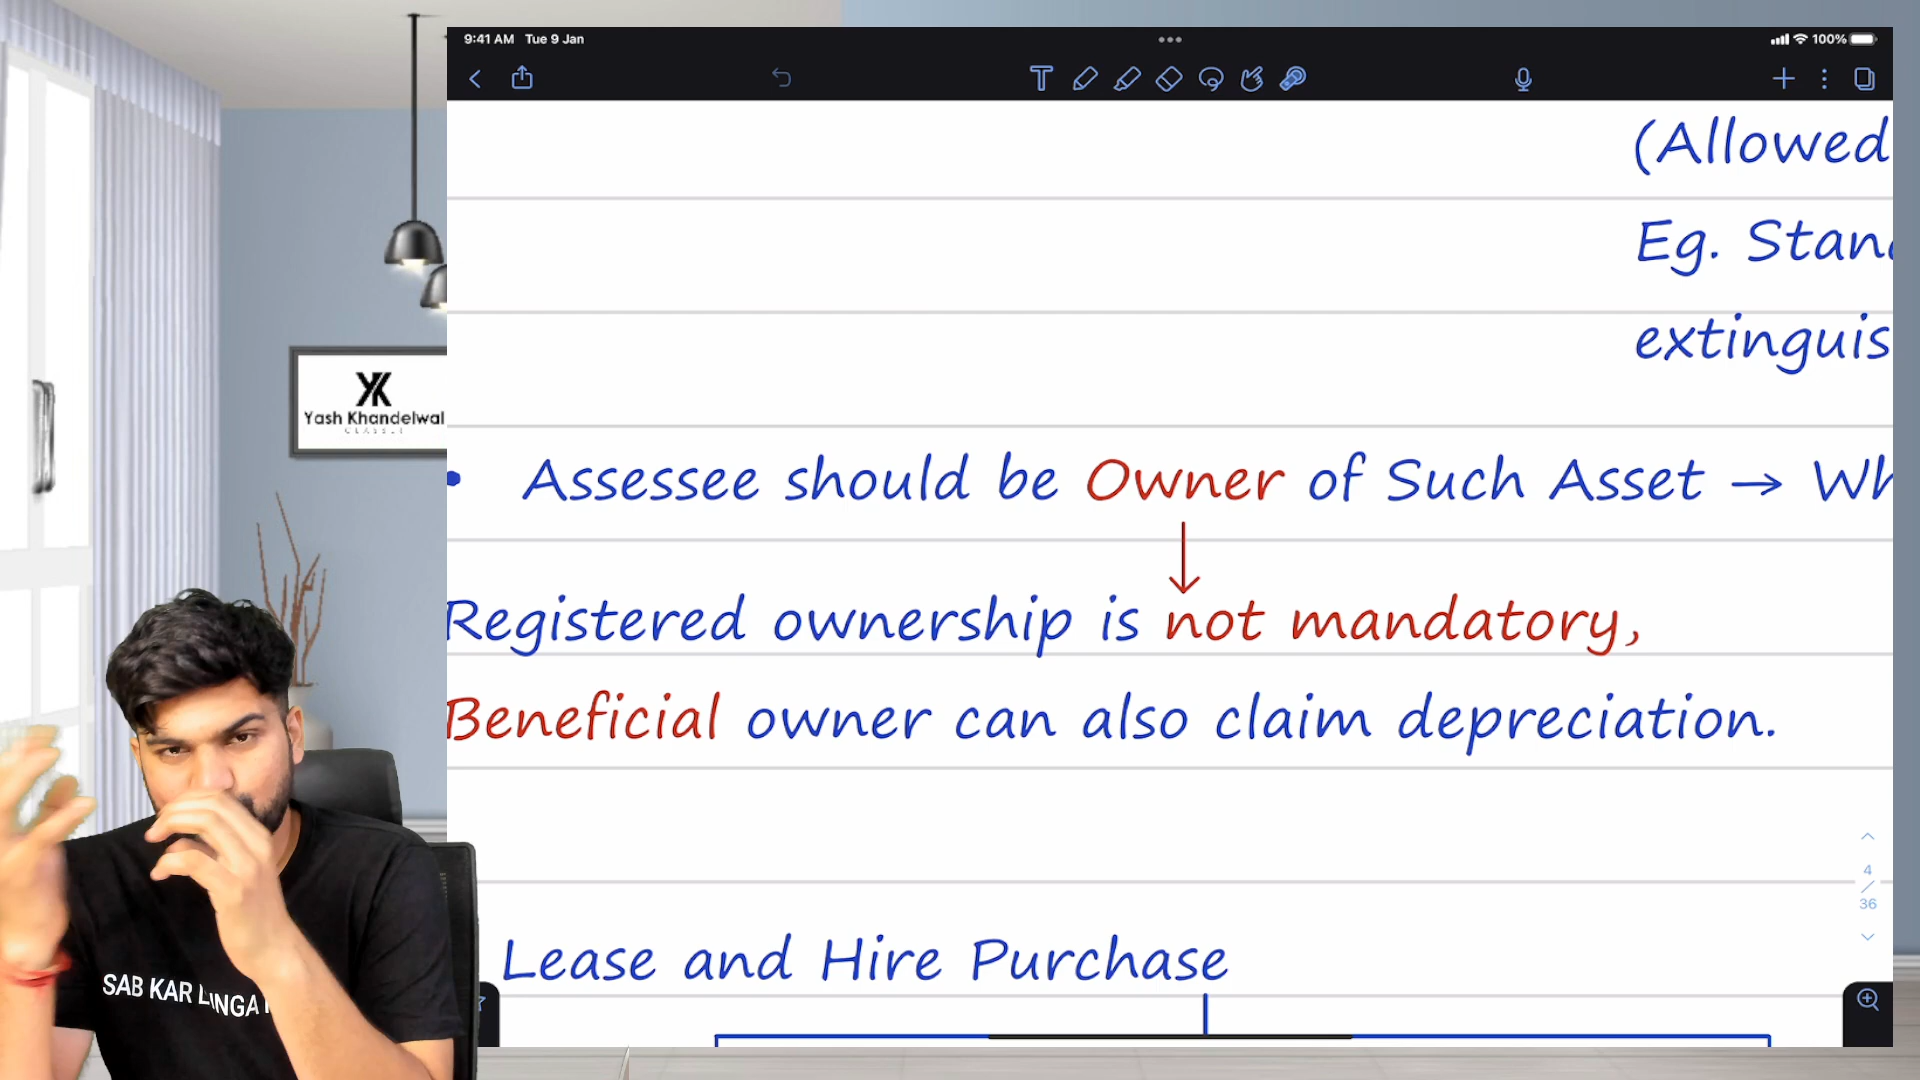 9:41 AM Tue 9 Jan
100%
(Allowed
Eg. Stan
extinguis
Yash Khandelwal
CLASSES
• Assessee should be Owner of Such Asset → Wh
Registered ownership is not mandatory,
Beneficial owner can also claim depreciation.
4
/
36
Lease and Hire Purchase
SAB KAR LUNGA